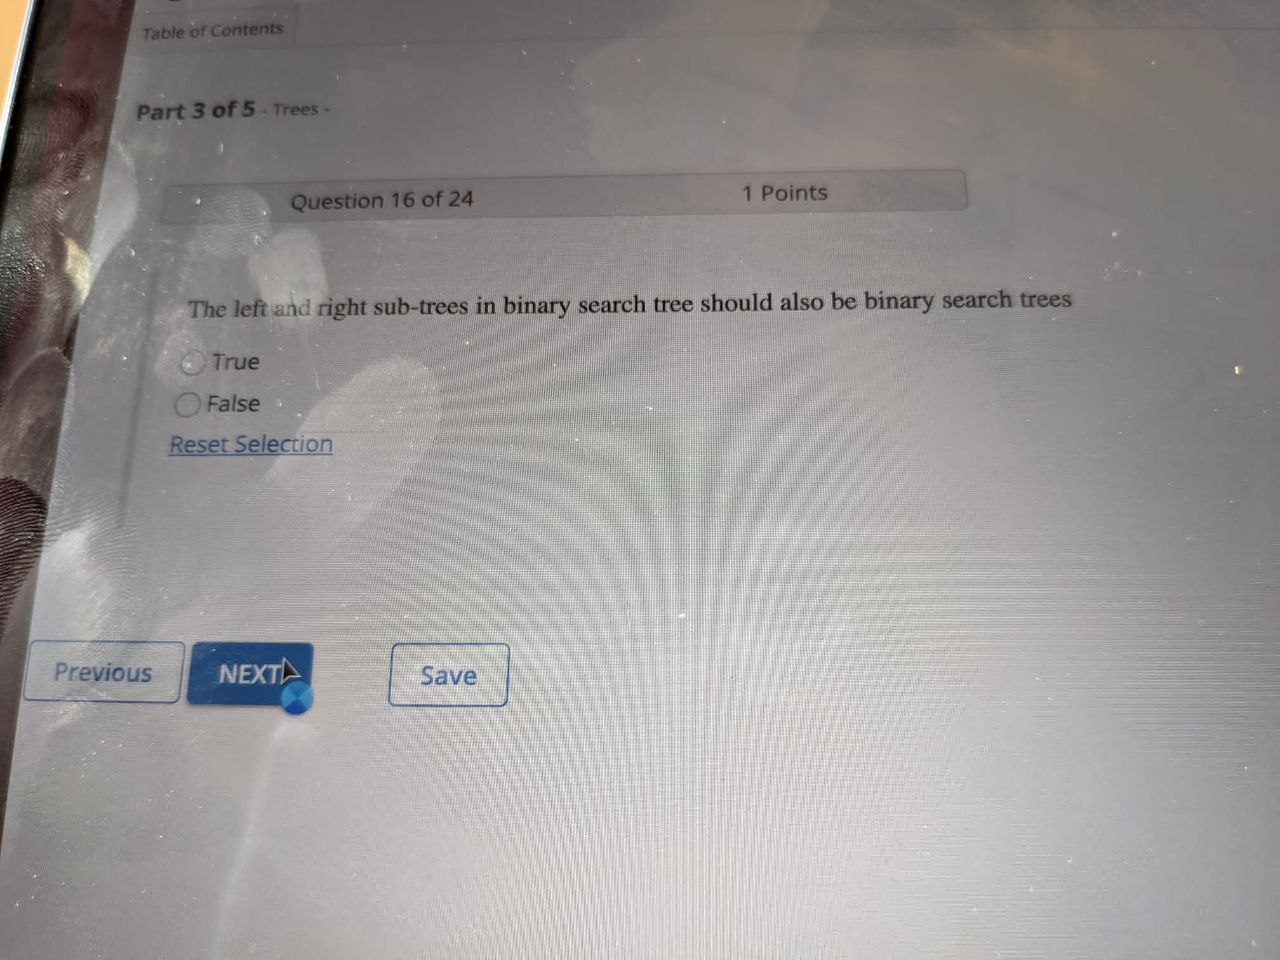 Table of Contents
Part 3 of 5 - Trees -
Question 16 of 24 1 Points
The left and right sub-trees in binary search tree should also be binary search trees
True
False
Reset Selection
Previous NEXT Save